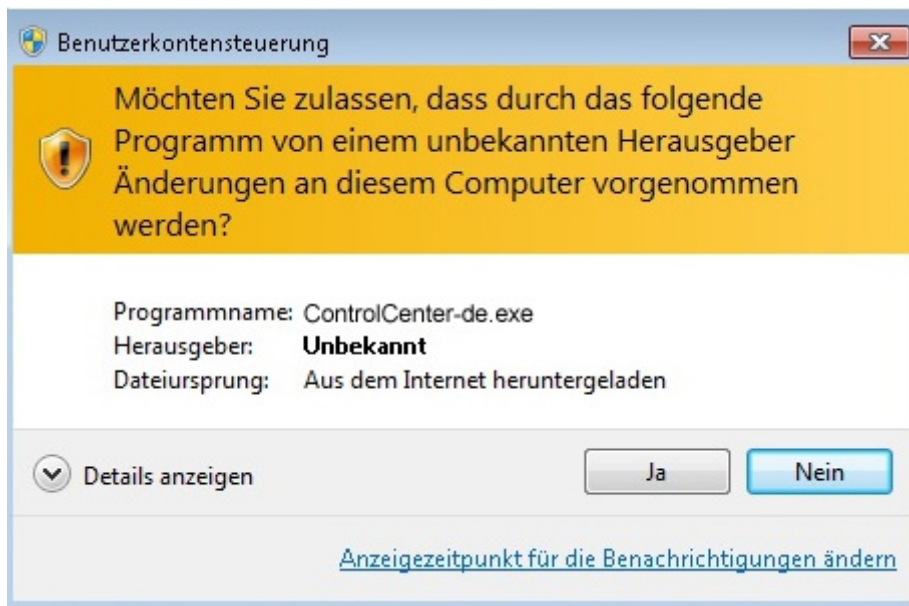 Benutzerkontensteuerung
Möchten Sie zulassen, dass durch das folgende
Programm von einem unbekannten Herausgeber
Änderungen an diesem Computer vorgenommen
werden?
Programmname: ControlCenter-de.exe
Herausgeber: Unbekannt
Dateiursprung: Aus dem Internet heruntergeladen
Details anzeigen Ja Nein
Anzeigezeitpunkt für die Benachrichtigungen ändern